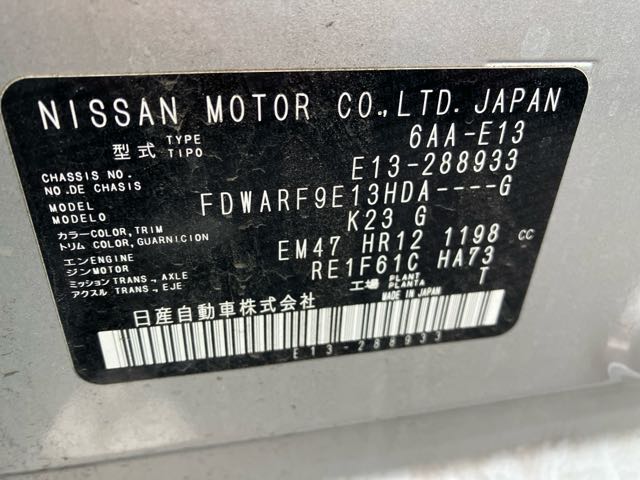 NISSAN MOTOR CO.,LTD. JAPAN
型式 TYPE TIPO 6AA-E13
CHASSIS NO. NO.DE CHASIS E13-288933
MODEL MODELO FDWARF9E13HDA----G
カラー COLOR, TRIM トリム COLOR, GUARNICION K23 G
エンジン ENGINE MOTOR EM47 HR12 1198 cc
ミッション TRANS., AXLE アクスル TRANS., EJE RE1F61C HA73
工場 PLANT PLANTA T
日産自動車株式会社 MADE IN JAPAN
E13-288933